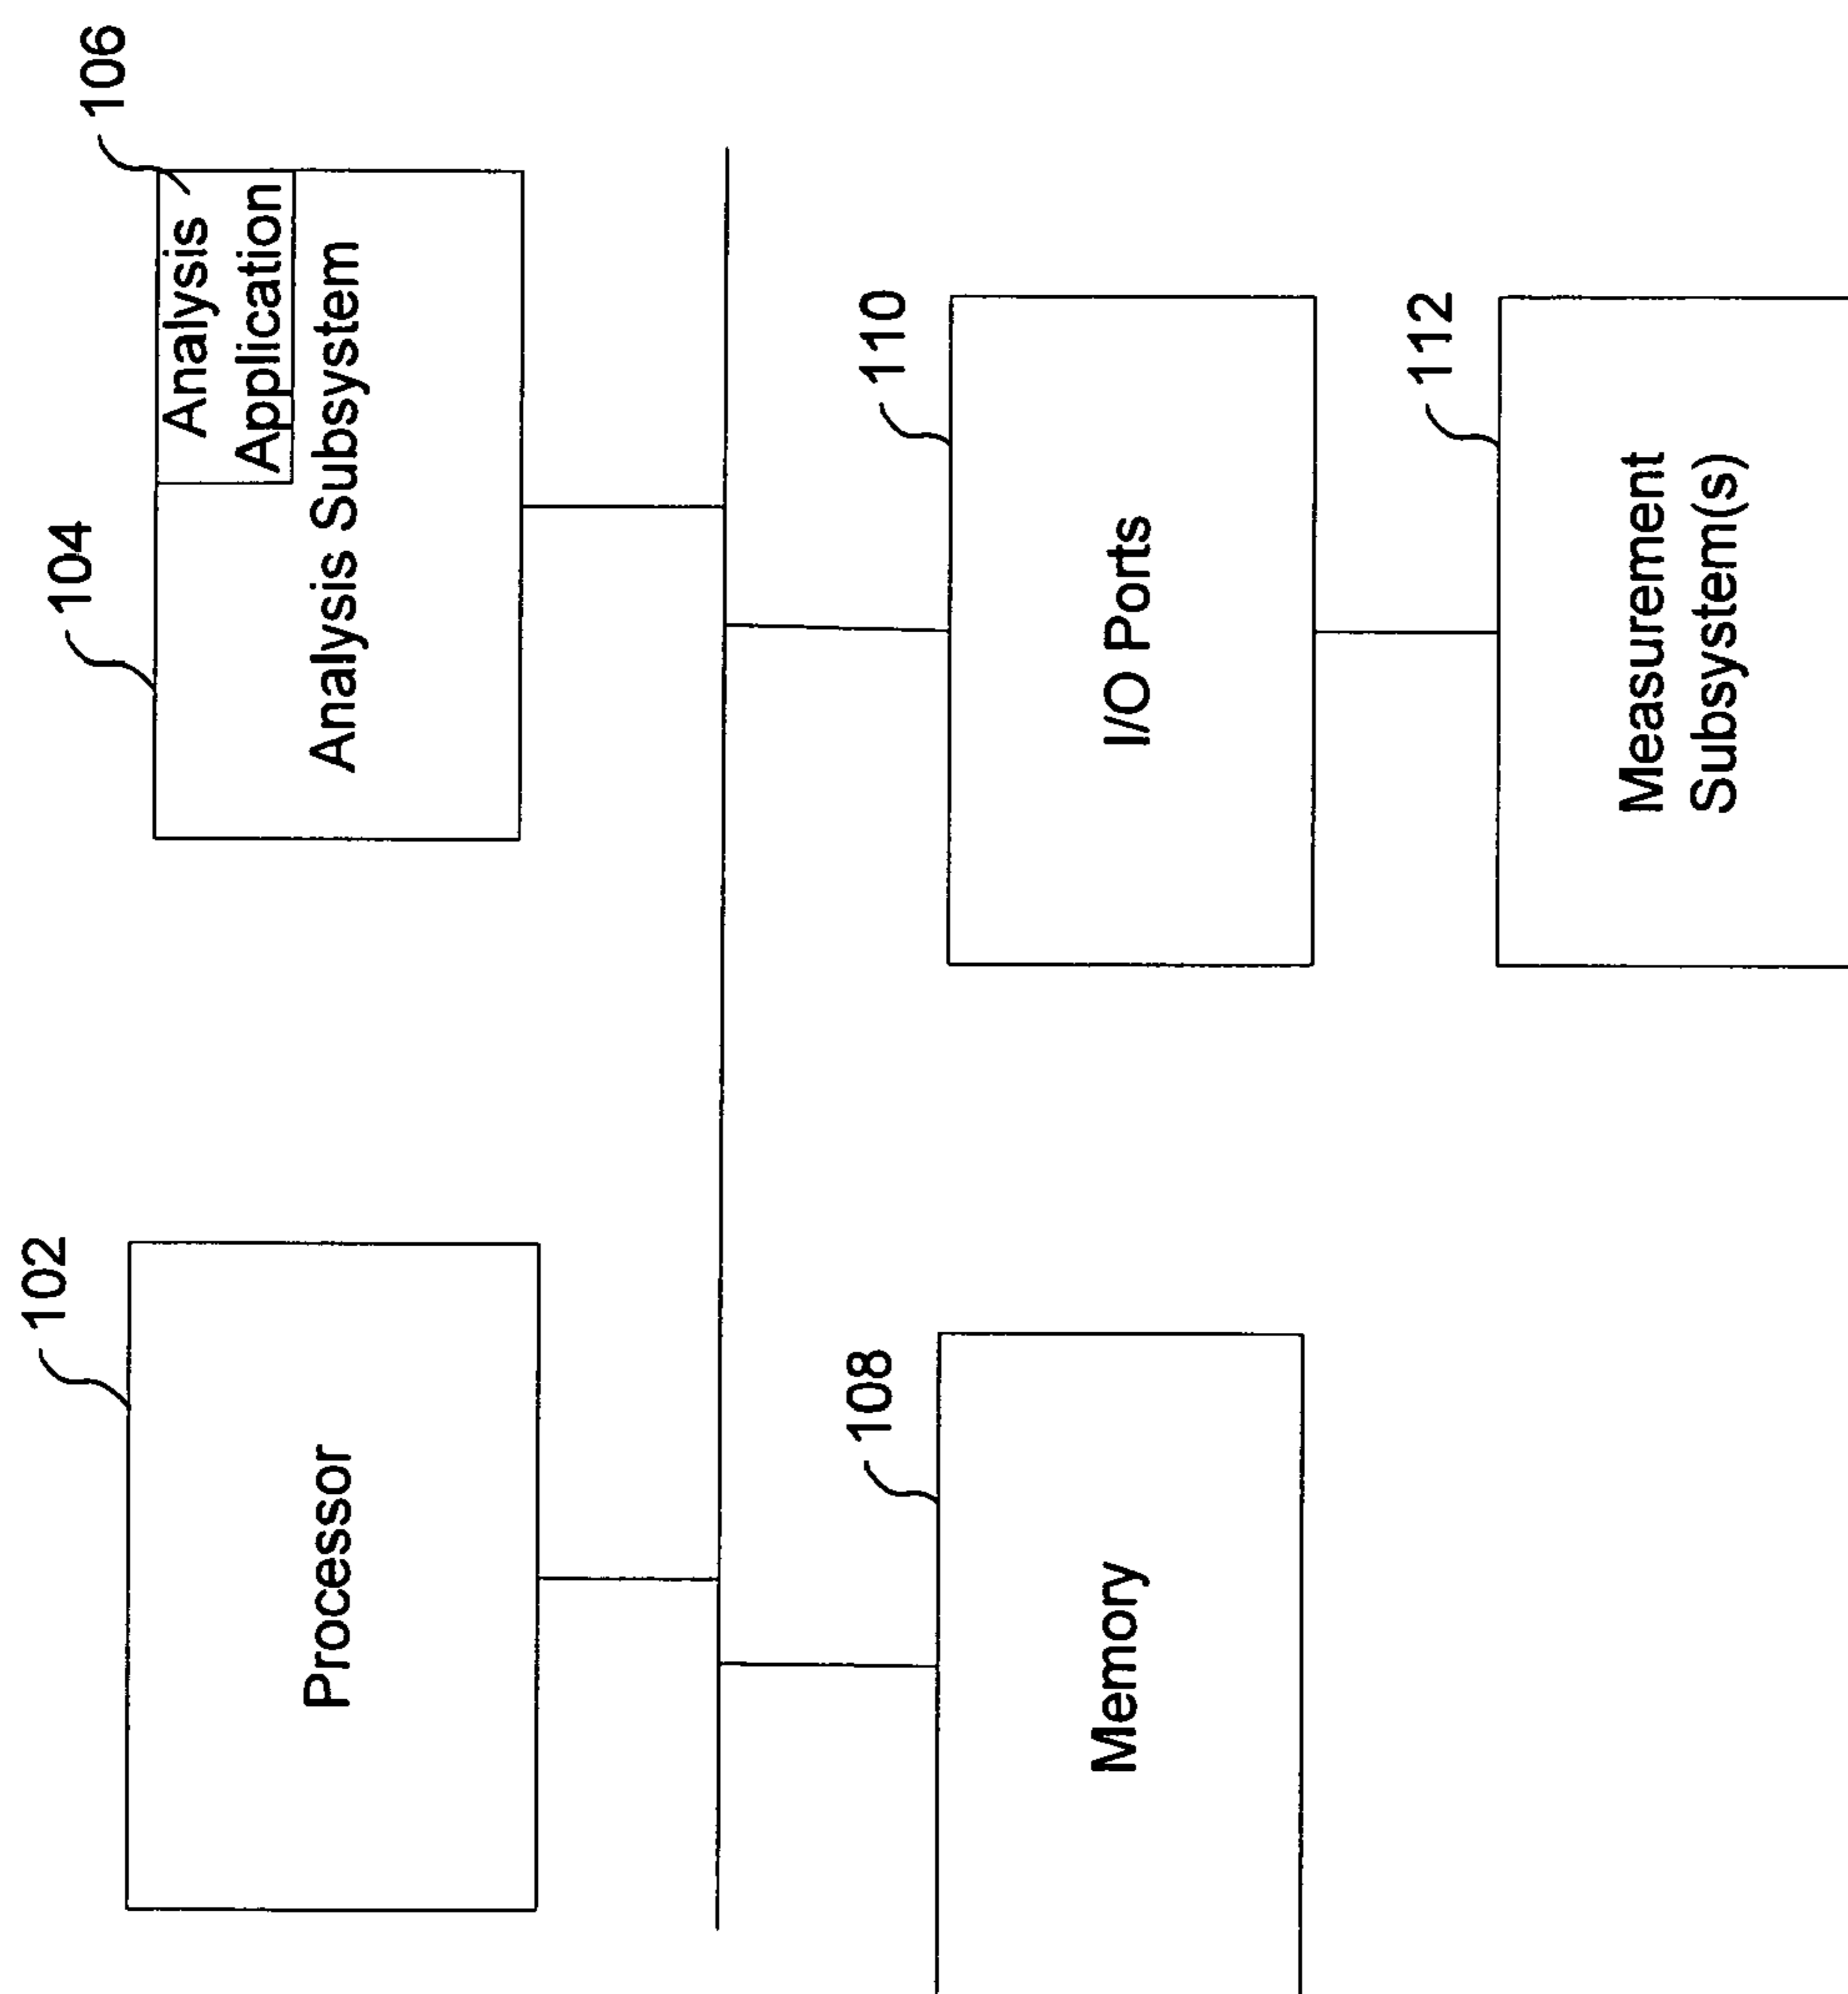 102
Processor
104
106
Analysis
Application
Analysis Subsystem
108
Memory
110
I/O Ports
112
Measurement
Subsystem(s)